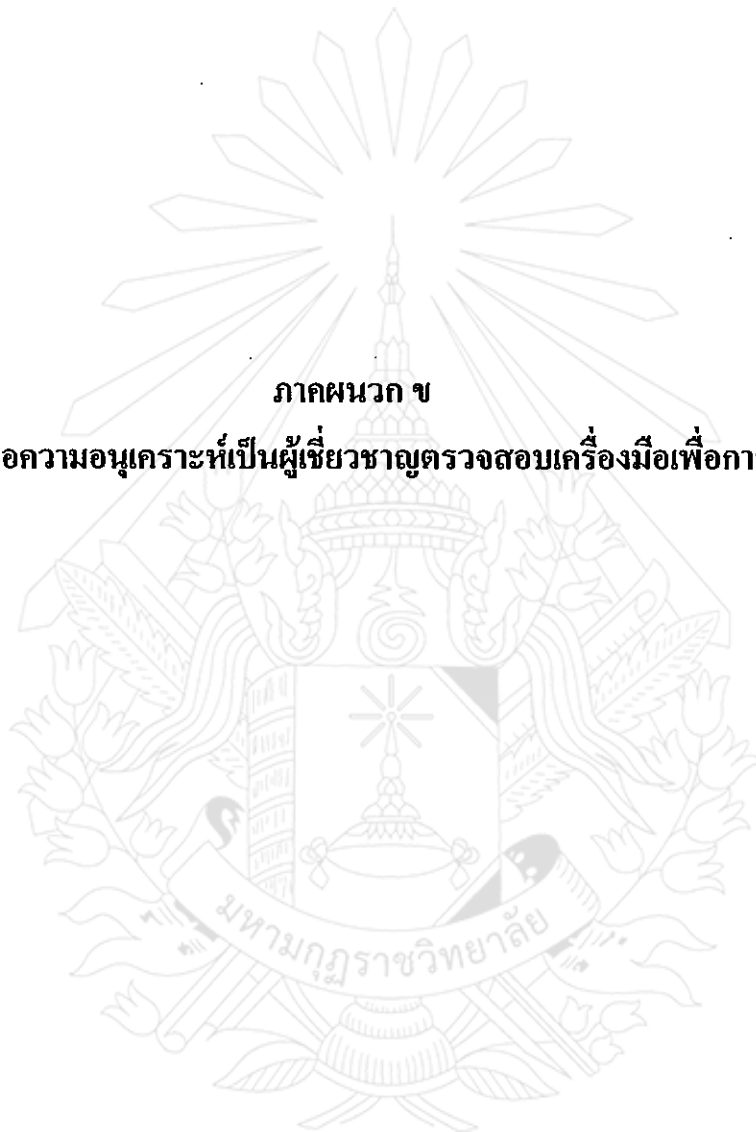 ภาคผนวก ข
อความอนุเคราะห์เป็นผู้เชี่ยวชาญตรวจสอบเครื่องมือเพื่อกา
มหามกุฏราชวิทยาลัย